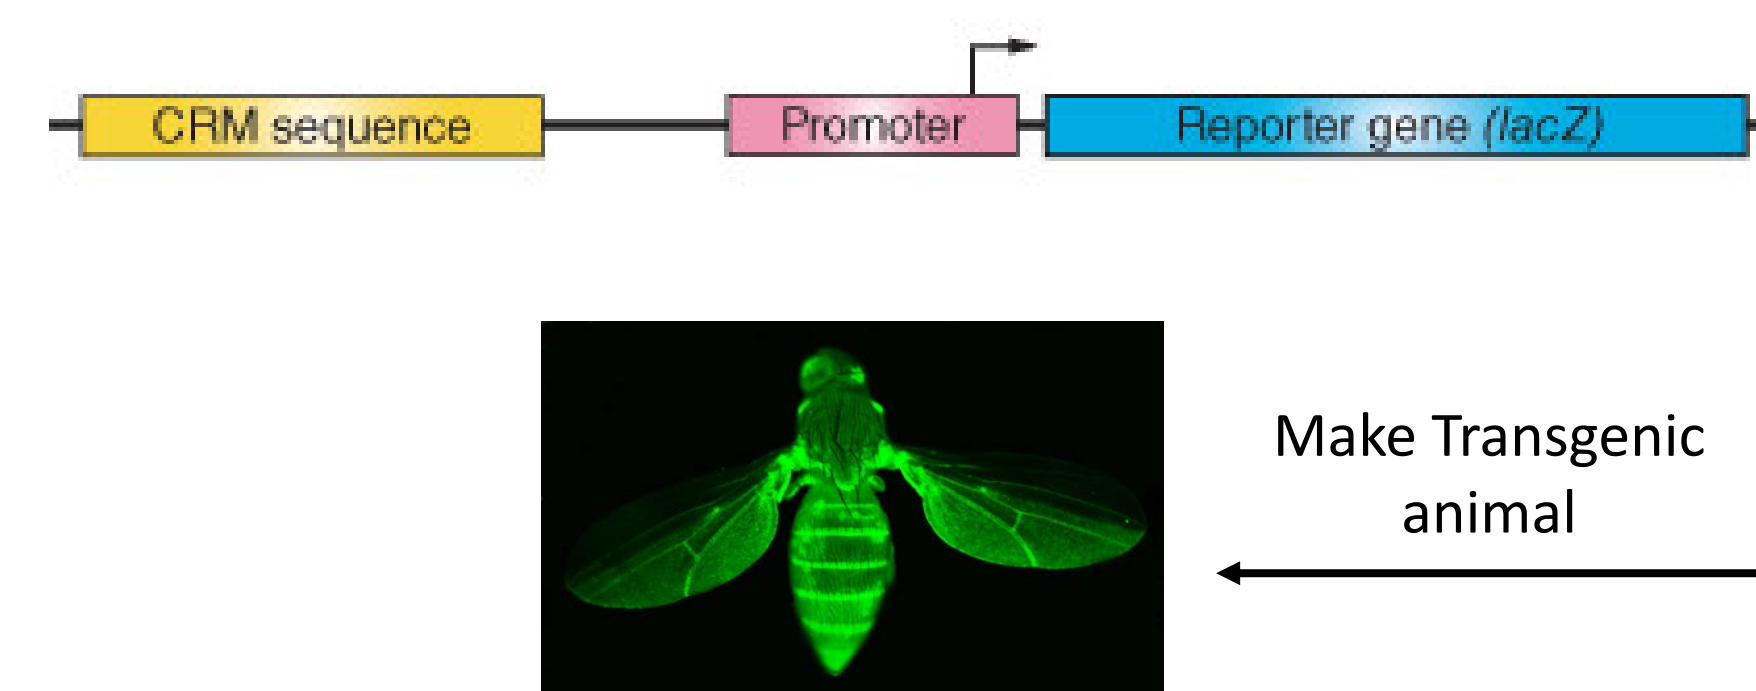 CRM sequence
Promoter
Reporter gene (lacZ)
Make Transgenic
animal